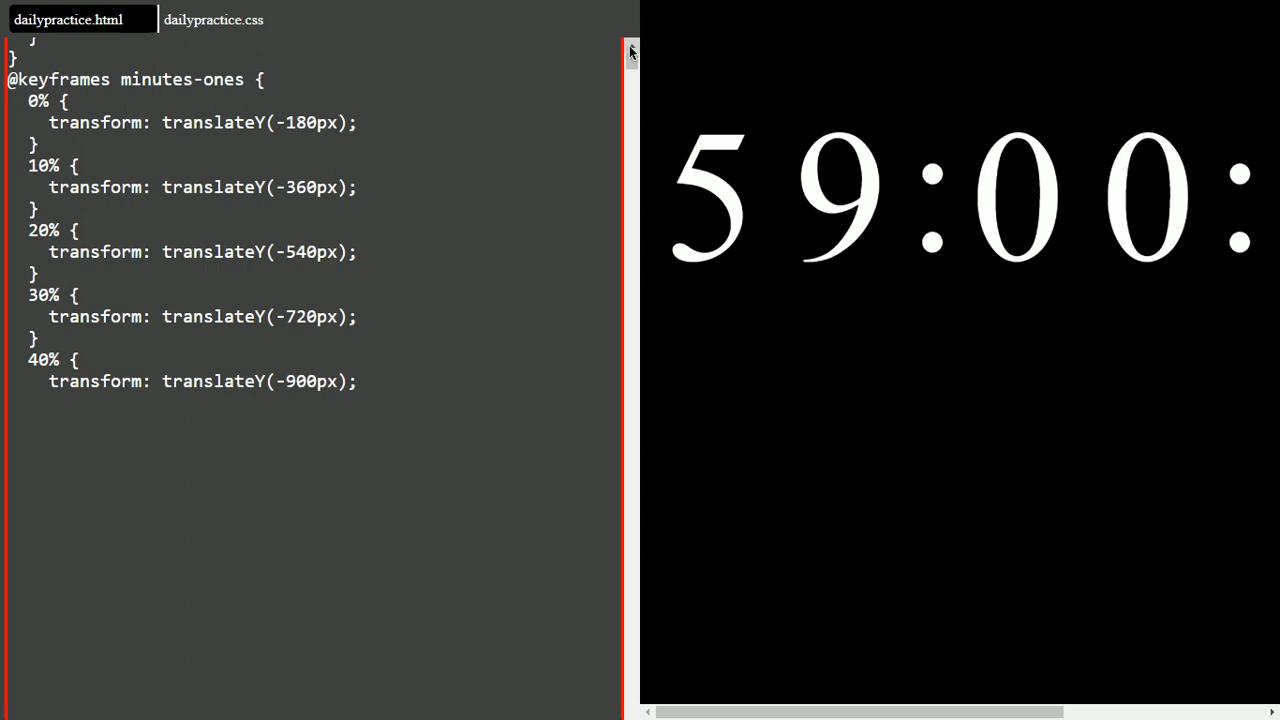 dailypractice.html dailypractice.css
}
}
@keyframes minutes-ones {
0% {
transform: translateY(-180px);
}
10% {
transform: translateY(-360px);
}
20% {
transform: translateY(-540px);
}
30% {
transform: translateY(-720px);
}
40% {
transform: translateY(-900px);
59:00: